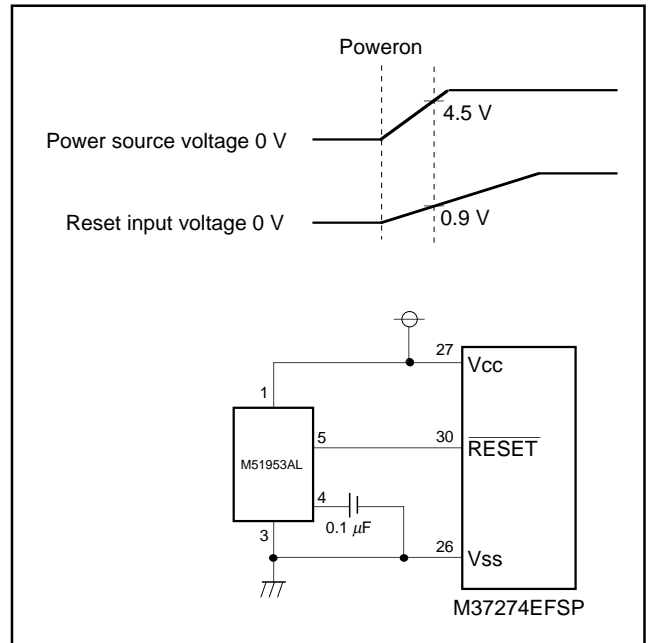 Poweron
4.5 V
Power source voltage 0 V
0.9 V
Reset input voltage 0 V
27
Vcc
1
5
30
RESET
M51953AL
4
0.1 μF
3
26
Vss
M37274EFSP